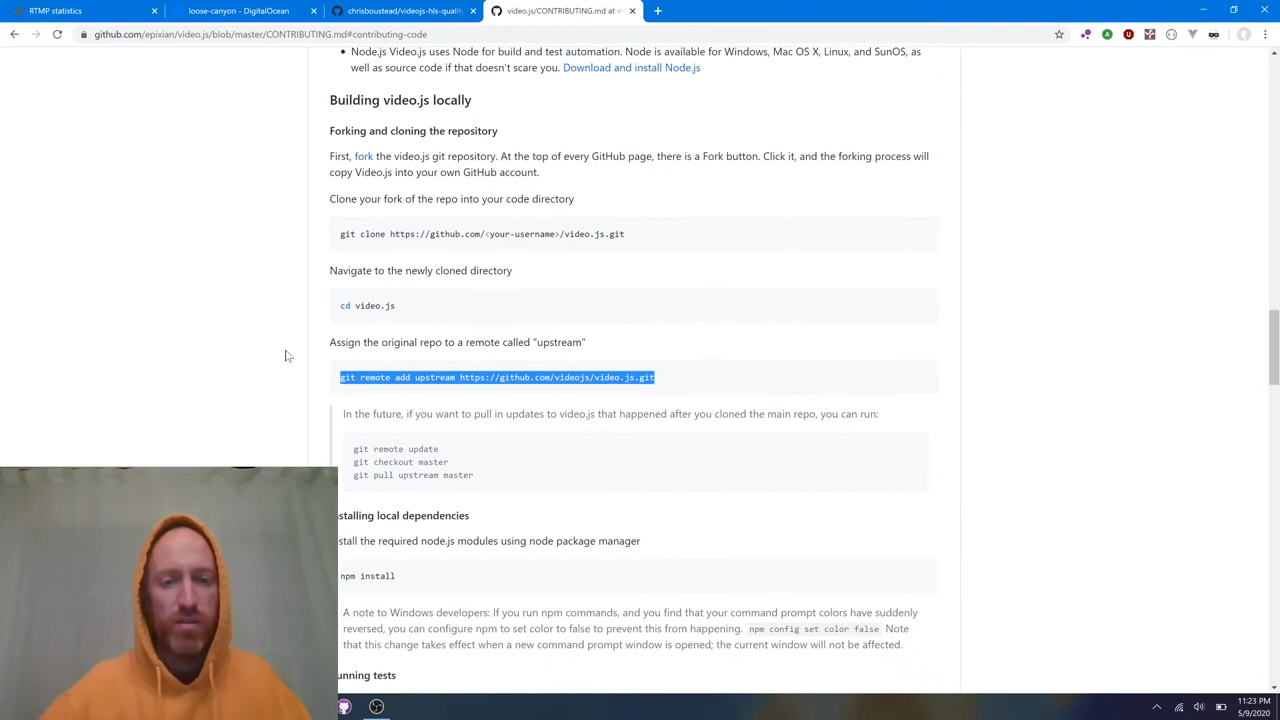 RTMP statistics
loose-canyon - DigitalOcean
chrisboustead/videojs-hls-quality
video.js/CONTRIBUTING.md at m
github.com/epixian/video.js/blob/master/CONTRIBUTING.md#contributing-code
Node.js Video.js uses Node for build and test automation. Node is available for Windows, Mac OS X, Linux, and SunOS, as
well as source code if that doesn't scare you. Download and install Node.js
Building video.js locally
Forking and cloning the repository
First, fork the video.js git repository. At the top of every GitHub page, there is a Fork button. Click it, and the forking process will
copy Video.js into your own GitHub account.
Clone your fork of the repo into your code directory
git clone https://github.com/<your-username>/video.js.git
Navigate to the newly cloned directory
cd video.js
Assign the original repo to a remote called "upstream"
git remote add upstream https://github.com/videojs/video.js.git
In the future, if you want to pull in updates to video.js that happened after you cloned the main repo, you can run:
git remote update
git checkout master
git pull upstream master
stalling local dependencies
stall the required node.js modules using node package manager
npm install
A note to Windows developers: If you run npm commands, and you find that your command prompt colors have suddenly
reversed, you can configure npm to set color to false to prevent this from happening. npm config set color false Note
that this change takes effect when a new command prompt window is opened; the current window will not be affected.
unning tests
11:23 PM
5/9/2020